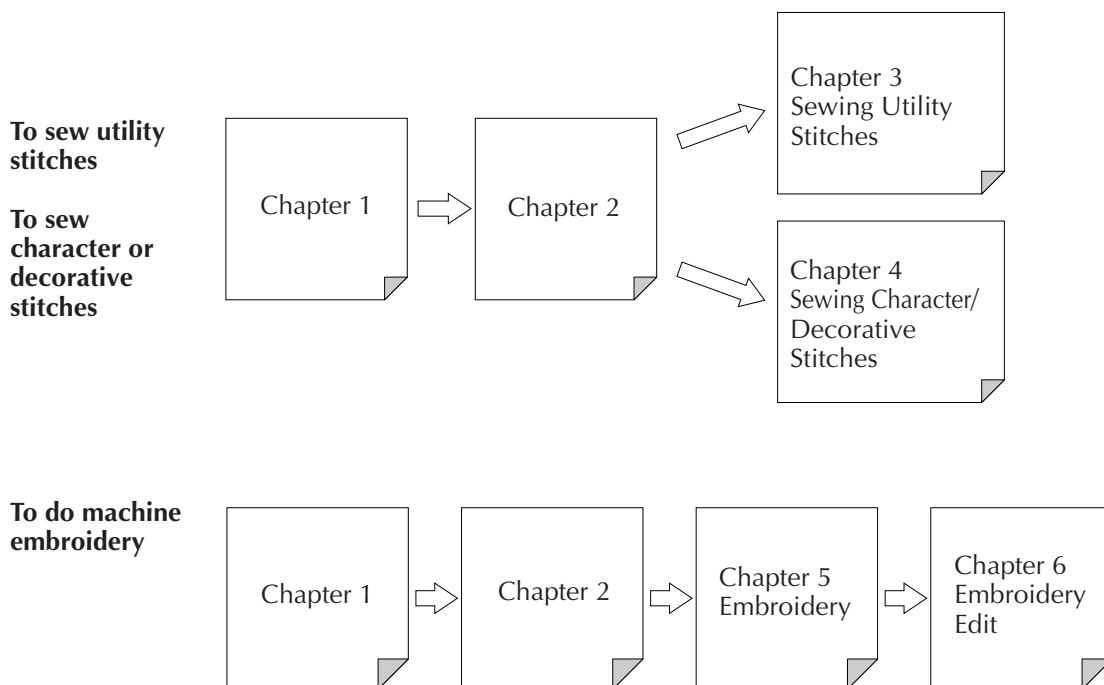 To sew utility
stitches
To sew
character or
decorative
stitches
Chapter 1
Chapter 2
Chapter 3
Sewing Utility
Stitches
Chapter 4
Sewing Character/
Decorative
Stitches
To do machine
embroidery
Chapter 1
Chapter 2
Chapter 5
Embroidery
Chapter 6
Embroidery
Edit